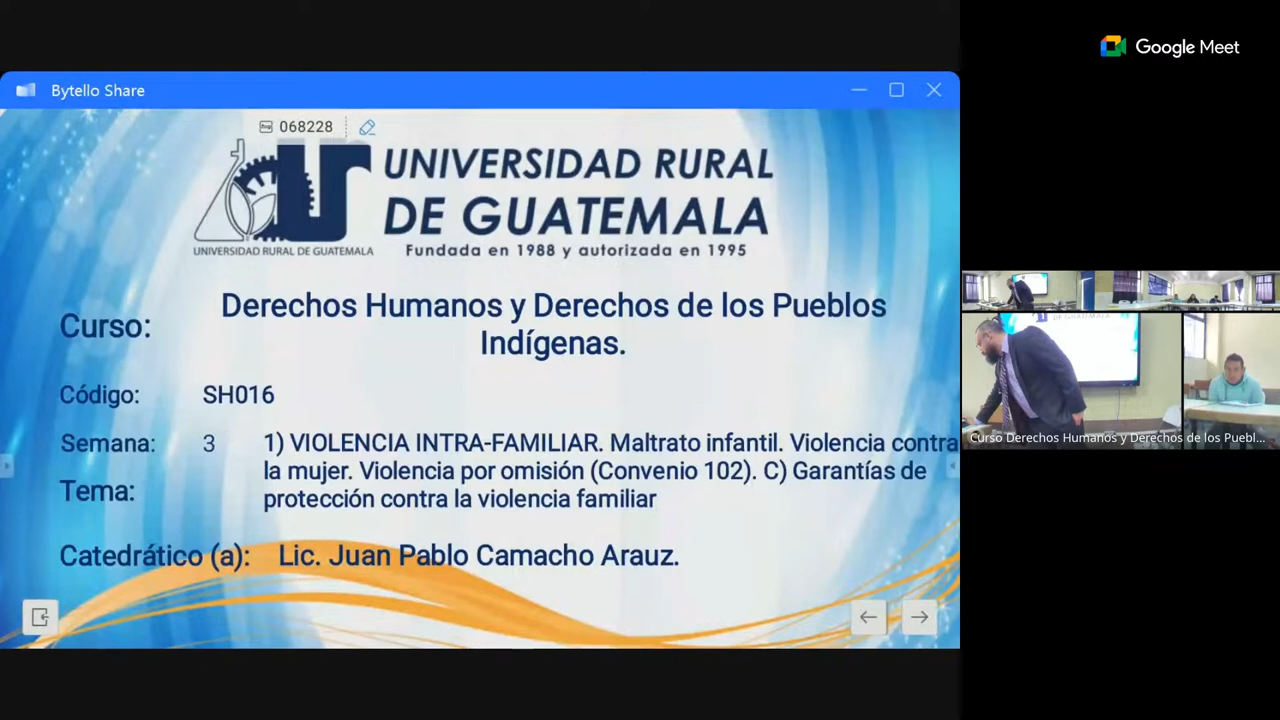 Google Meet
Bytello Share
068228
UNIVERSIDAD RURAL
DE GUATEMALA
UNIVERSIDAD RURAL DE GUATEMALA
Fundada en 1988 y autorizada en 1995
Curso:
Derechos Humanos y Derechos de los Pueblos
Indígenas.
Código: SH016
Semana: 3
Tema:
1) VIOLENCIA INTRA-FAMILIAR. Maltrato infantil. Violencia contra
la mujer. Violencia por omisión (Convenio 102). C) Garantías de
protección contra la violencia familiar
Catedrático (a): Lic. Juan Pablo Camacho Arauz.
DE GUATEMALA
Curso Derechos Humanos y Derechos de los Puebl...